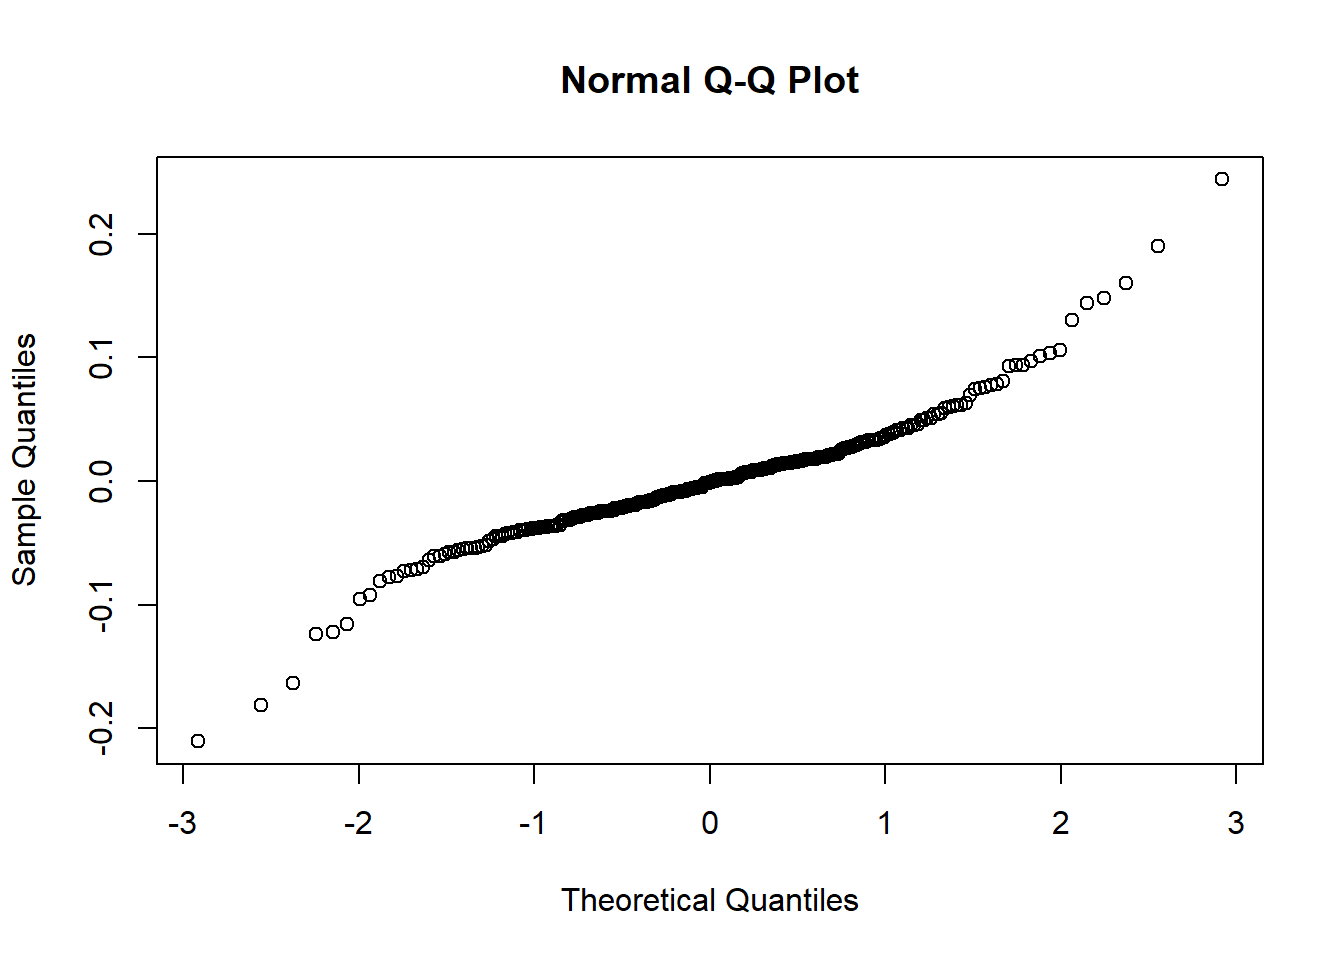 Normal Q-Q Plot
Sample Quantiles
0.2
0.1
0.0
-0.1
-0.2
-3 -2 -1 0 1 2 3
Theoretical Quantiles